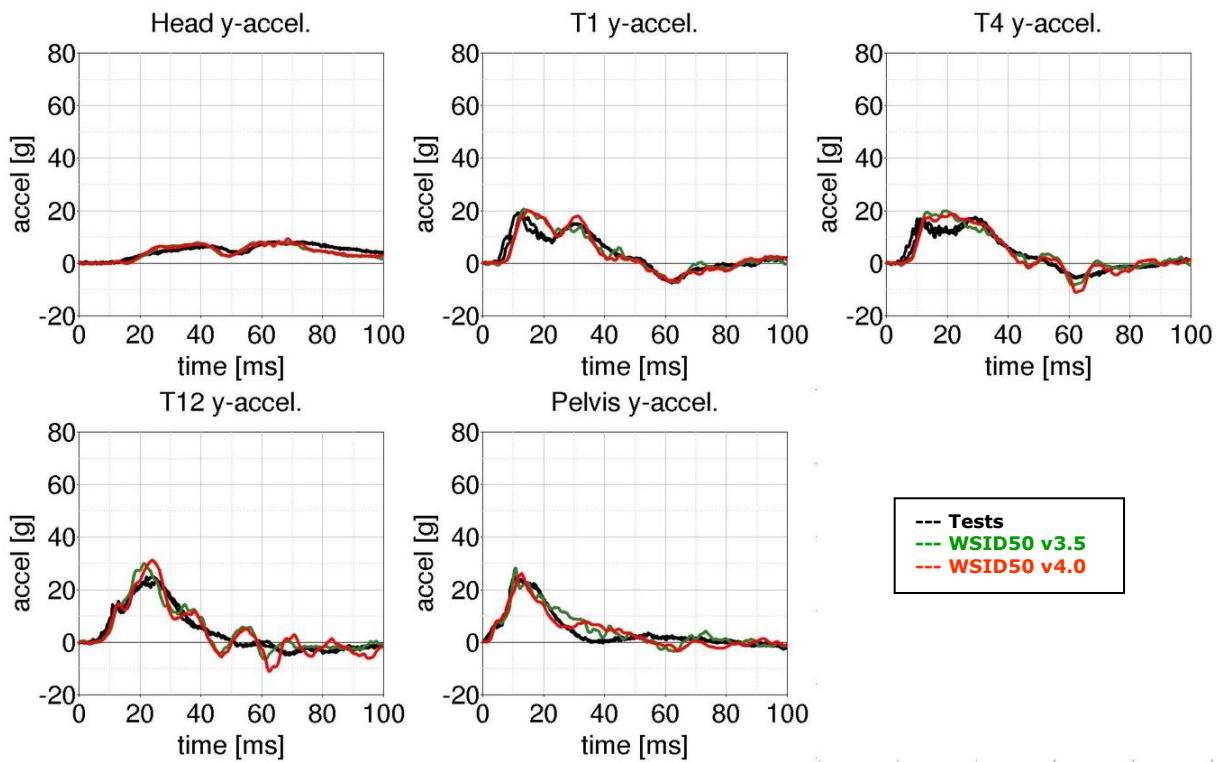 Head y-accel.
T1 y-accel.
T4 y-accel.
80
60
40
20
0
-20
accel [g]
0 20 40 60 80 100
time [ms]
80
60
40
20
0
-20
accel [g]
0 20 40 60 80 100
time [ms]
80
60
40
20
0
-20
accel [g]
0 20 40 60 80 100
time [ms]
T12 y-accel.
Pelvis y-accel.
80
60
40
20
0
-20
accel [g]
0 20 40 60 80 100
time [ms]
80
60
40
20
0
-20
accel [g]
0 20 40 60 80 100
time [ms]
--- Tests
--- WSID50 v3.5
--- WSID50 v4.0